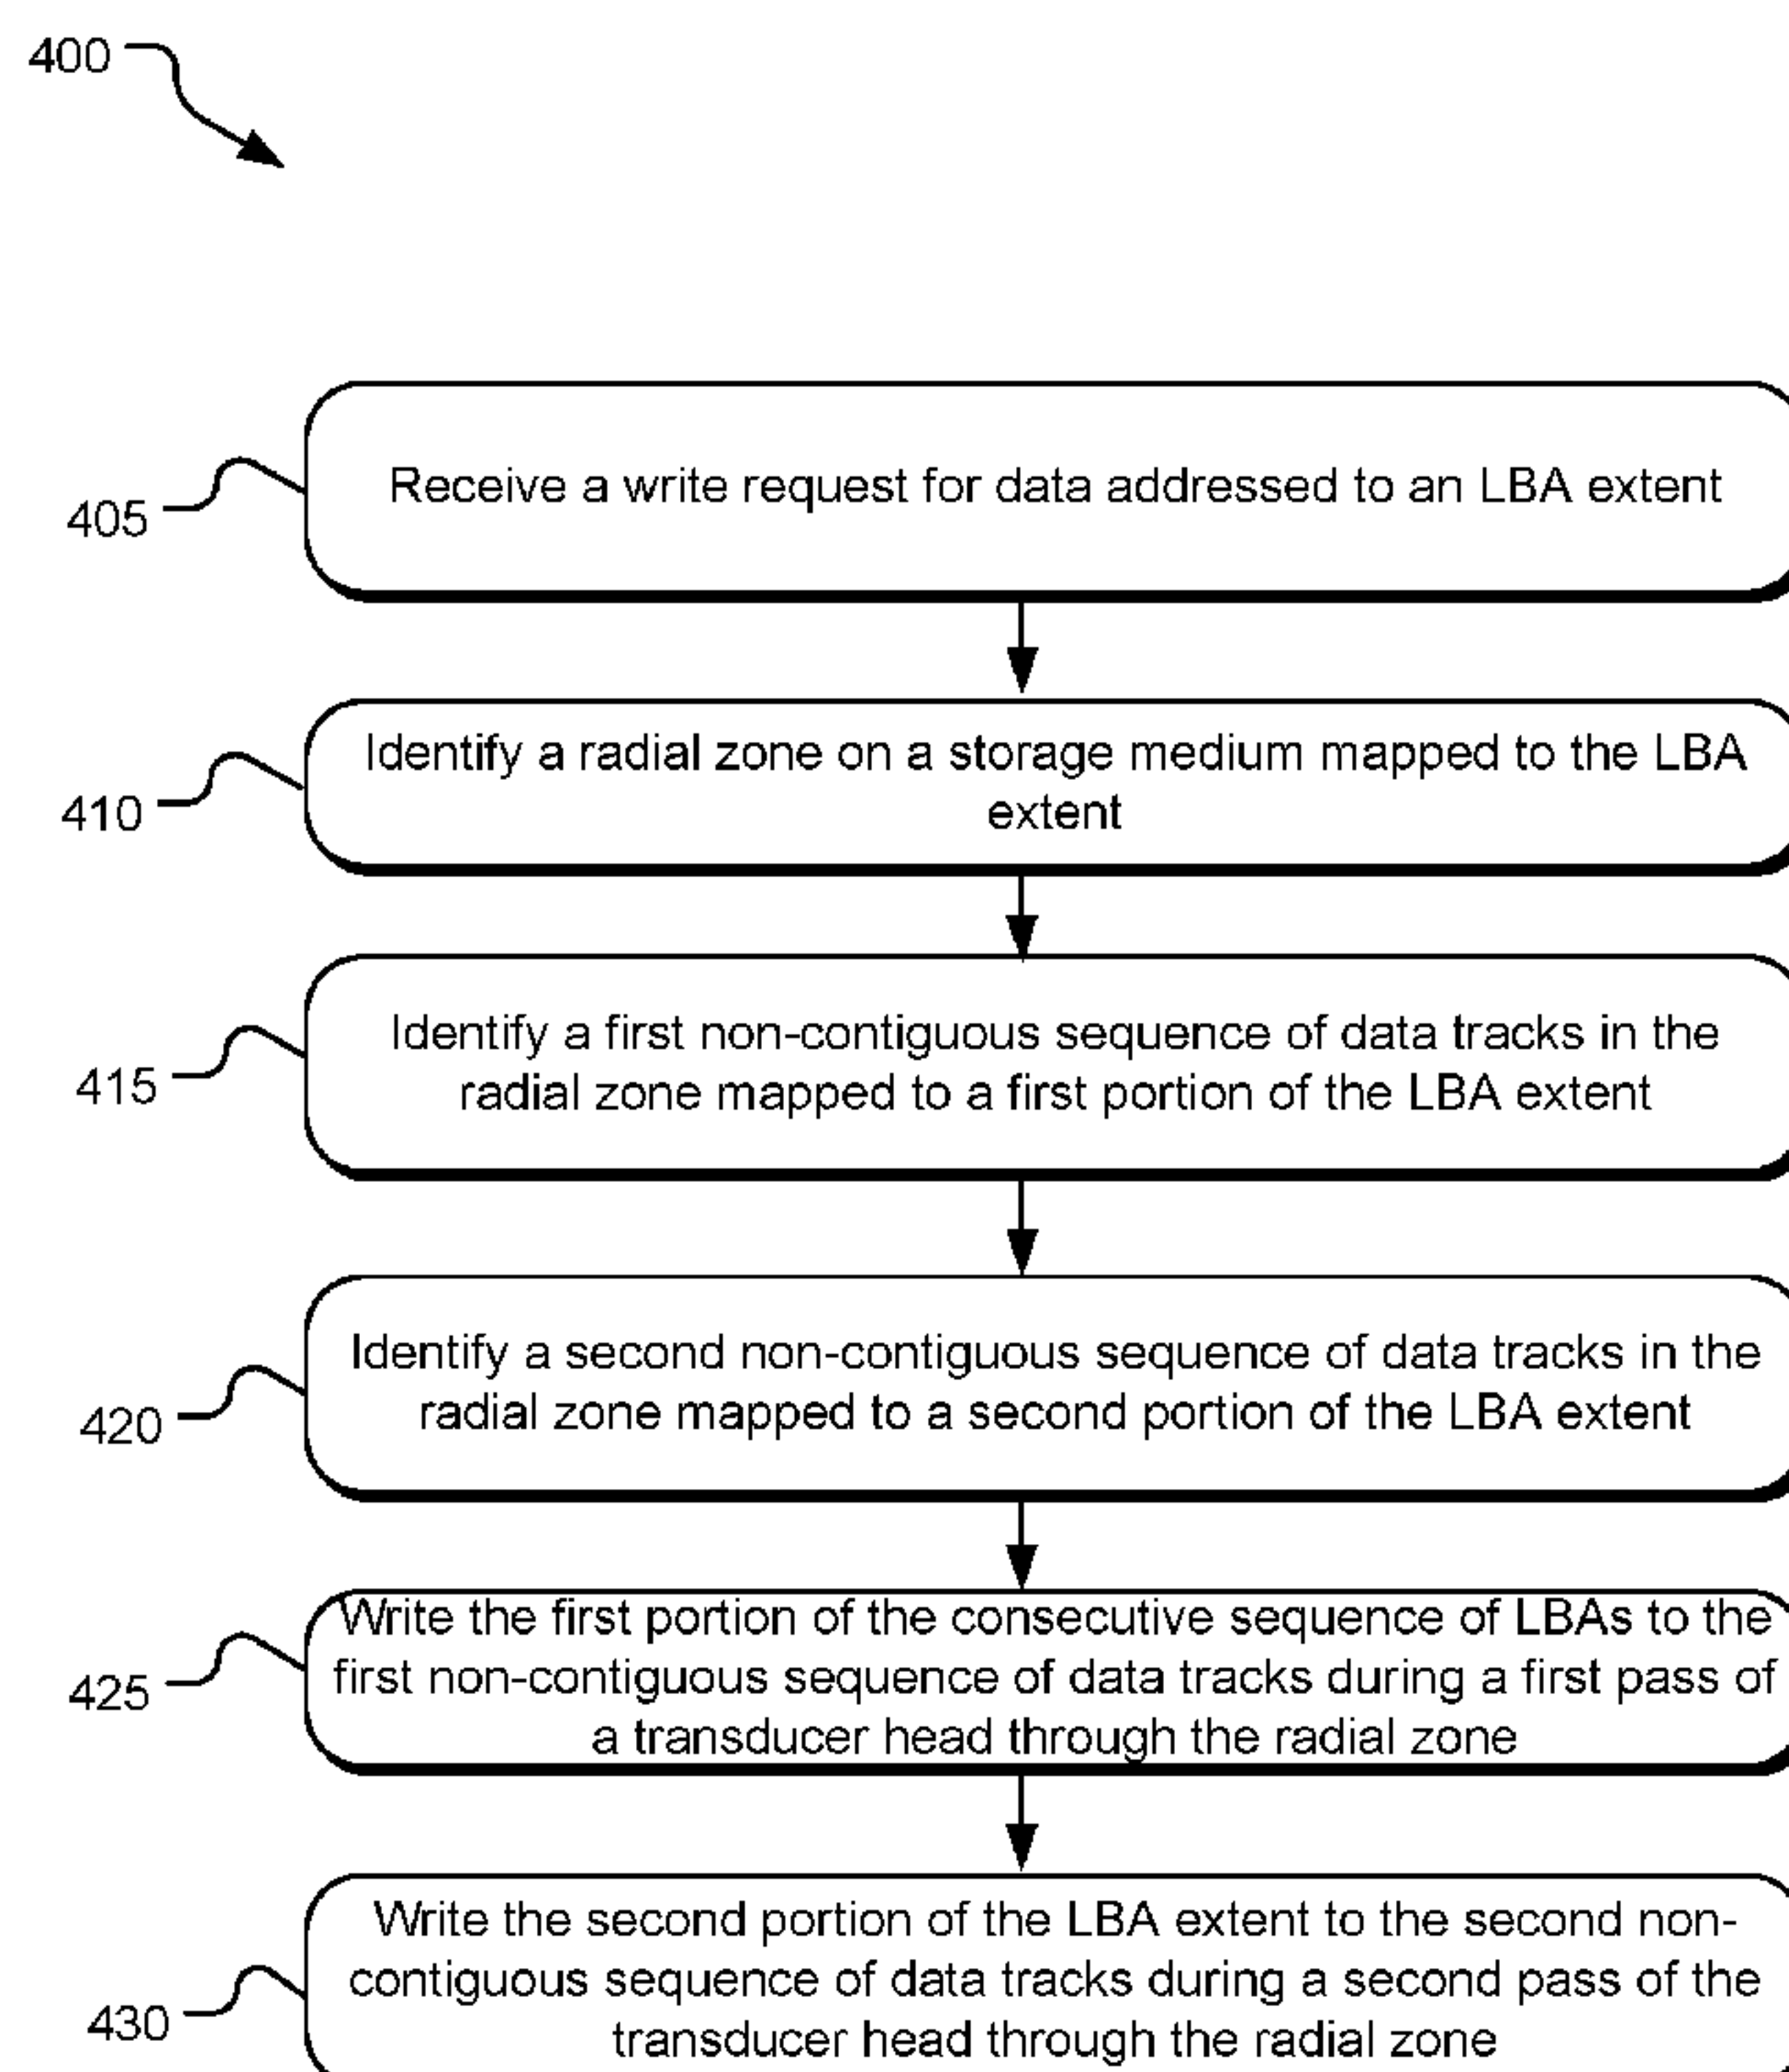 400
405
Receive a write request for data addressed to an LBA extent
410
Identify a radial zone on a storage medium mapped to the LBA
extent
415
Identify a first non-contiguous sequence of data tracks in the
radial zone mapped to a first portion of the LBA extent
420
Identify a second non-contiguous sequence of data tracks in the
radial zone mapped to a second portion of the LBA extent
425
Write the first portion of the consecutive sequence of LBAs to the
first non-contiguous sequence of data tracks during a first pass of
a transducer head through the radial zone
430
Write the second portion of the LBA extent to the second non-
contiguous sequence of data tracks during a second pass of the
transducer head through the radial zone